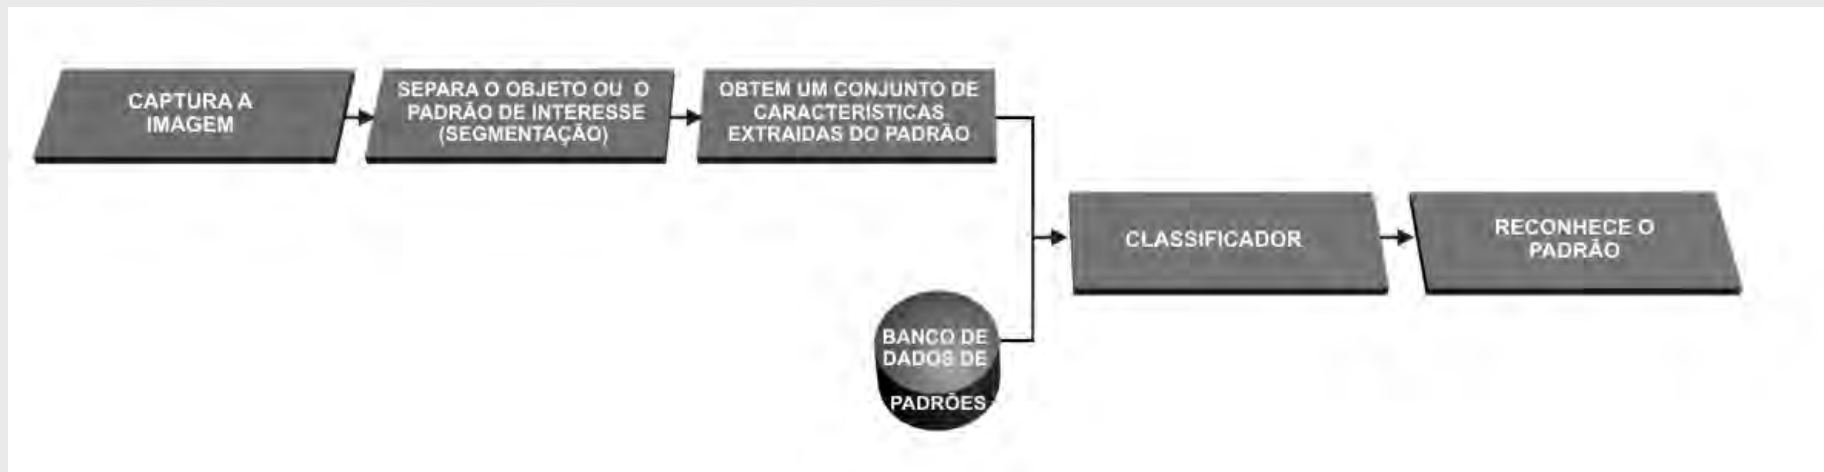 CAPTURA A
IMAGEM
SEPARA O OBJETO OU O
PADRÃO DE INTERESSE
(SEGMENTAÇÃO)
OBTEM UM CONJUNTO DE
CARACTERÍSTICAS
EXTRAIDAS DO PADRÃO
CLASSIFICADOR
RECONHECE O
PADRÃO
BANCO DE
DADOS DE
PADRÕES